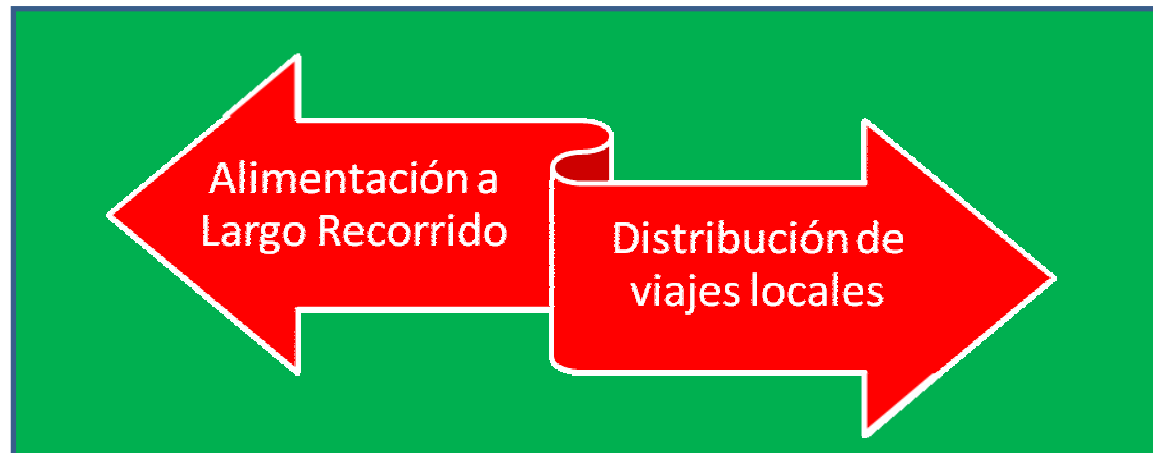 Alimentación a
Largo Recorrido
Distribución de
viajes locales